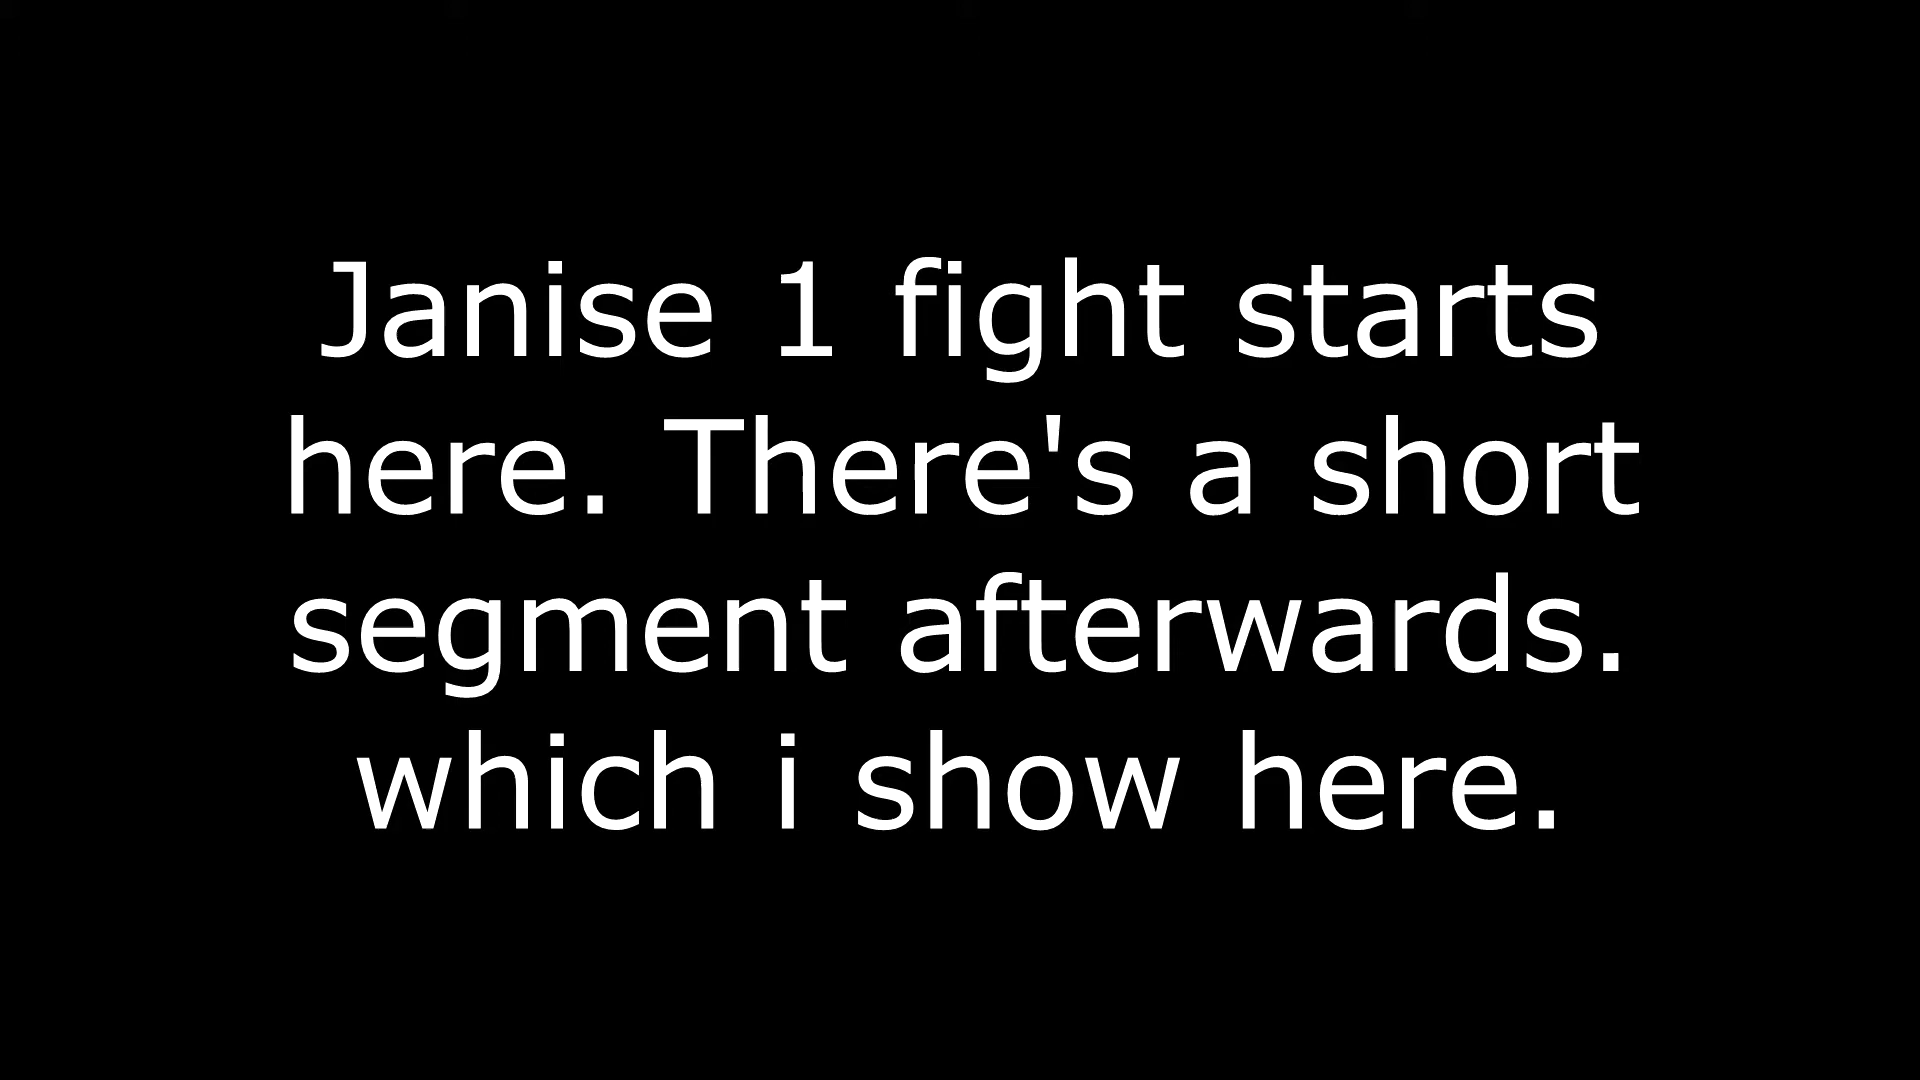 Janise 1 fight starts
here. There's a short
segment afterwards.
which i show here.